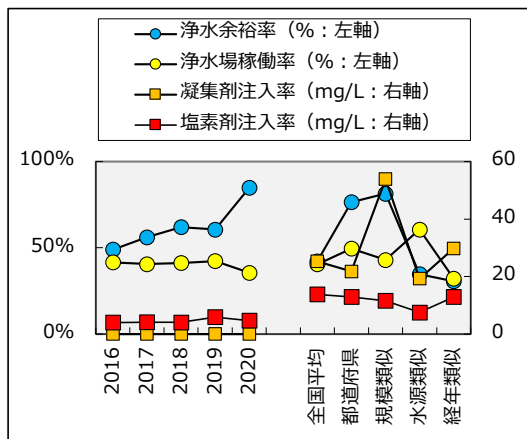 浄水余裕率（%：左軸）
浄水場稼働率（%：左軸）
凝集剤注入率（mg/L：右軸）
塩素剤注入率（mg/L：右軸）
100%
50%
0%
60
40
20
0
2016
2017
2018
2019
2020
全国平均
都道府県
規模類似
水源類似
経年類似